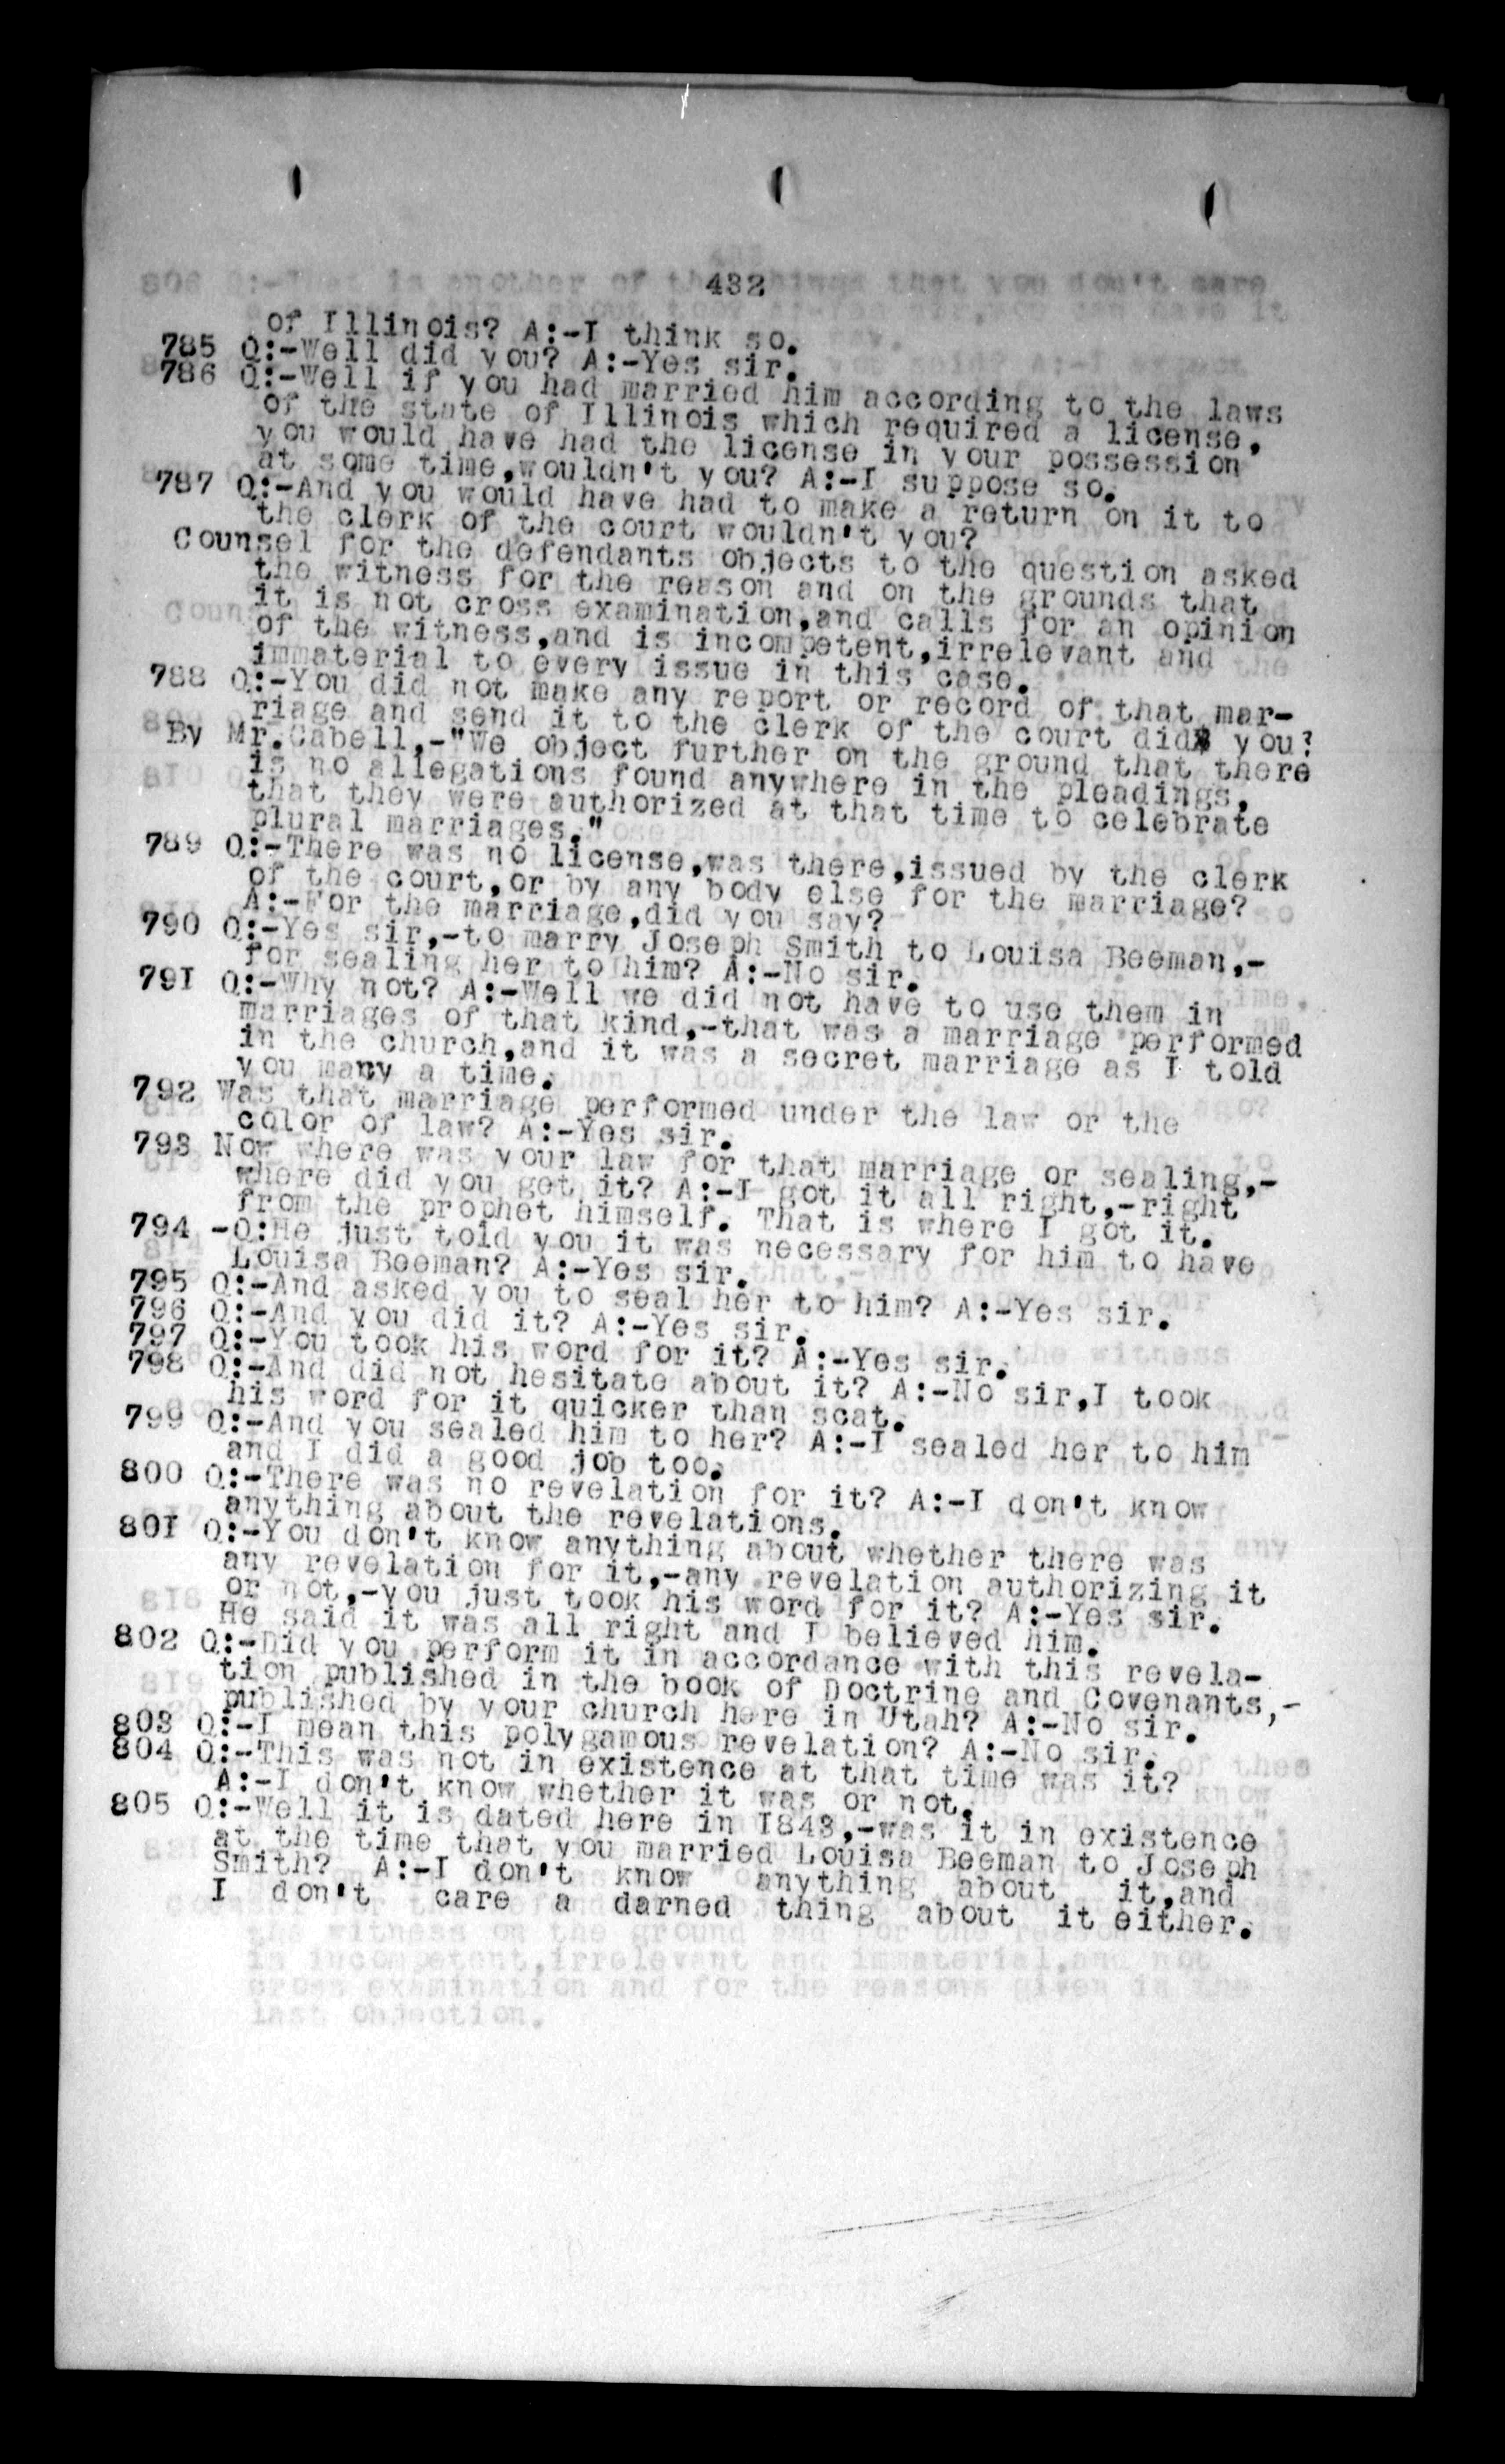 432
of Illinois? A:-I think so.
785 Q:-Well did you? A:-Yes sir.
786 Q:-Well if you had married him according to the laws
of the state of Illinois which required a license,
you would have had the license in your possession
at some time,wouldn't you? A:-I suppose so.
787 Q:-And you would have had to make a return on it to
the clerk of the court wouldn't you?
Counsel for the defendants objects to the question asked
the witness for the reason and on the grounds that
it is not cross examination,and calls for an opinion
of the witness,and is incompetent,irrelevant and
immaterial to every issue in this case.
788 Q:-You did not make any report or record of that mar-
riage and send it to the clerk of the court did you?
By Mr.Cabell,-"We object further on the ground that there
is no allegations found anywhere in the pleadings,
that they were authorized at that time to celebrate
plural marriages."
789 Q:-There was no license,was there,issued by the clerk
of the court,or by any body else for the marriage?
A:-For the marriage,did you say?
790 Q:-Yes sir,-to marry Joseph Smith to Louisa Beeman,-
for sealing her to him? A:-No sir.
791 Q:-Why not? A:-Well we did not have to use them in
marriages of that kind,-that was a marriage performed
in the church,and it was a secret marriage as I told
you many a time.
792 Was that marriage performed under the law or the
color of law? A:-Yes sir.
793 Now where was your law for that marriage or sealing,-
where did you get it? A:-I got it all right,-right
from the prophet himself. That is where I got it.
794 -Q:He just told you it was necessary for him to have
Louisa Beeman? A:-Yes sir.
795 Q:-And asked you to seal her to him? A:-Yes sir.
796 Q:-And you did it? A:-Yes sir.
797 Q:-You took his word for it? A:-Yes sir.
798 Q:-And did not hesitate about it? A:-No sir,I took
his word for it quicker than scat.
799 Q:-And you sealed him to her? A:-I sealed her to him
and I did a good job too.
800 Q:-There was no revelation for it? A:-I don't know
anything about the revelations.
801 Q:-You don't know anything about whether there was
any revelation for it,-any revelation authorizing it
or not,-you just took his word for it? A:-Yes sir.
He said it was all right and I believed him.
802 Q:-Did you perform it in accordance with this revela-
tion published in the book of Doctrine and Covenants,-
published by your church here in Utah? A:-No sir.
803 Q:-I mean this polygamous revelation? A:-No sir.
804 Q:-This was not in existence at that time was it?
A:-I don't know whether it was or not.
805 Q:-Well it is dated here in 1843,-was it in existence
at the time that you married Louisa Beeman to Joseph
Smith? A:-I don't know anything about it,and
I don't care a darned thing about it either.